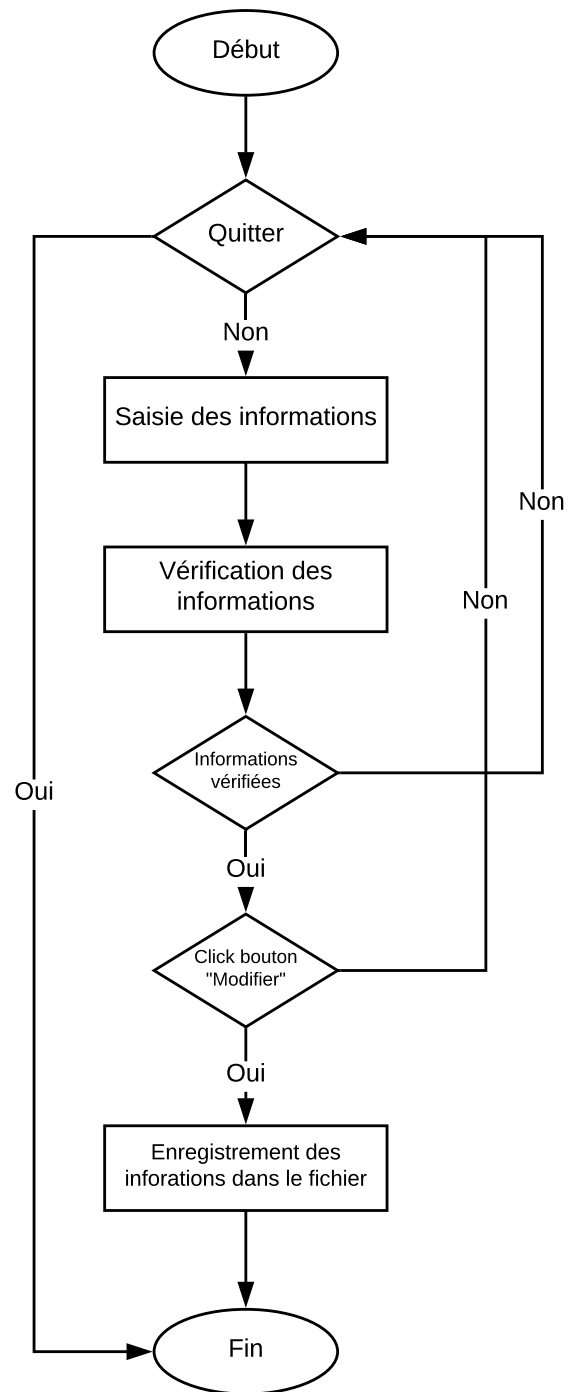 Début
Quitter
Non
Saisie des informations
Non
Vérification des
informations
Non
Informations
vérifiées
Oui
Oui
Click bouton
"Modifier"
Oui
Enregistrement des
inforations dans le fichier
Fin